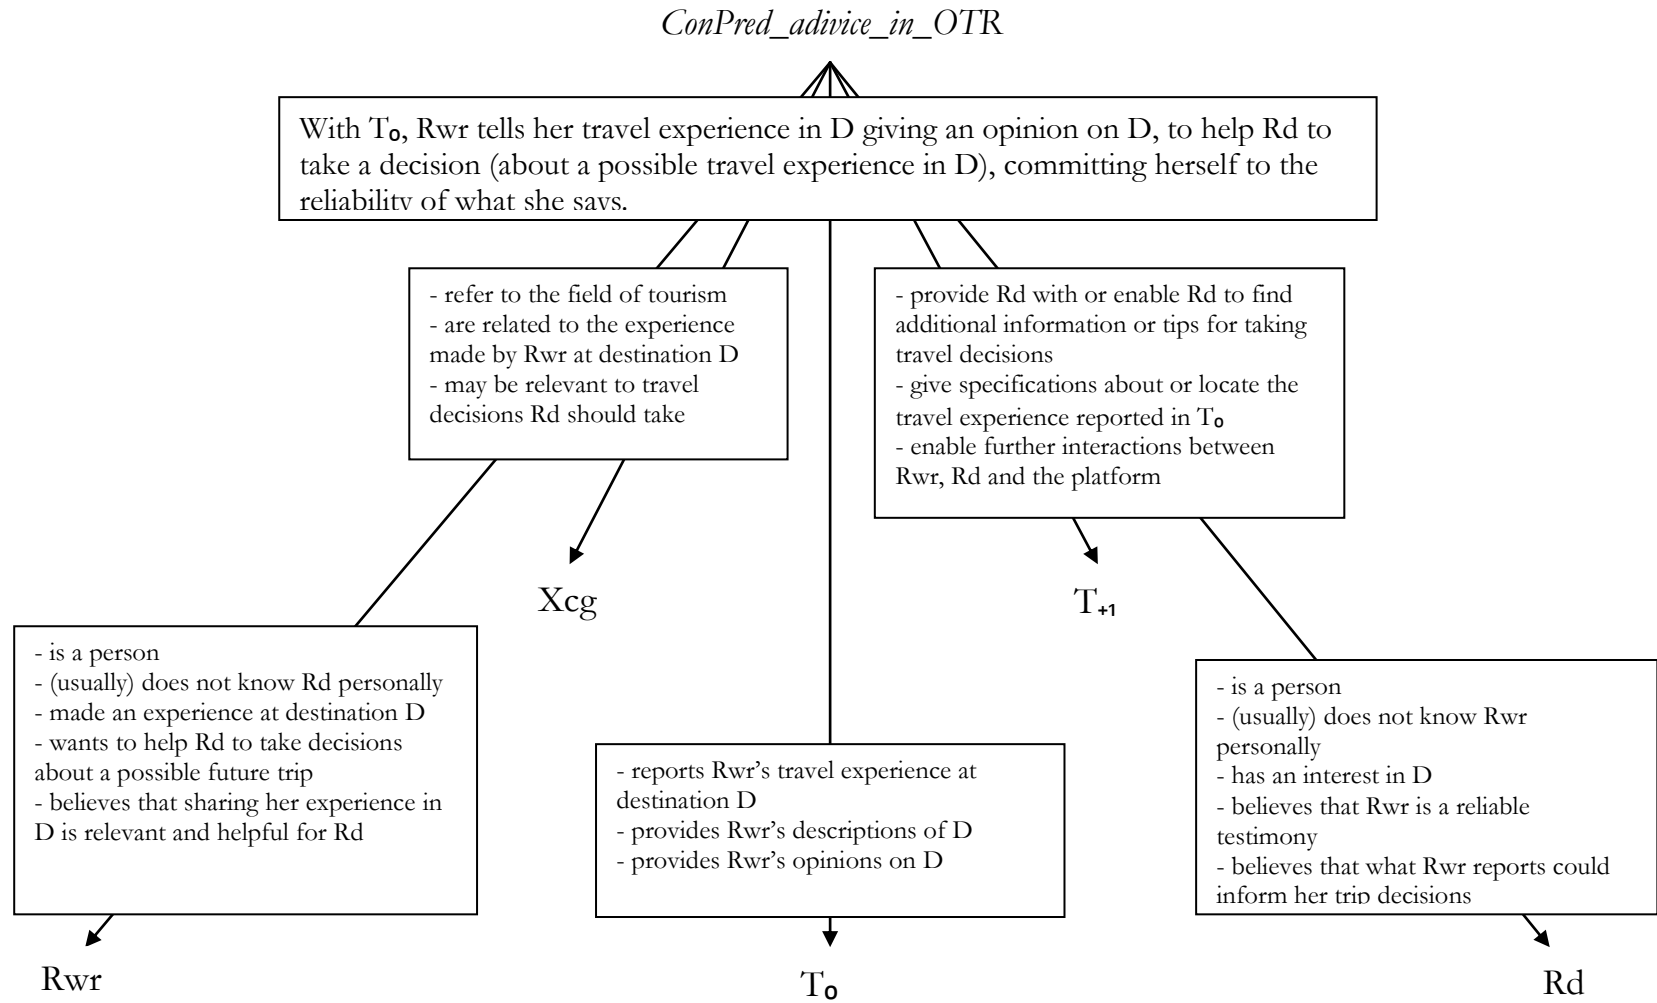 ConPred_adivice_in_OTR
With T₀, Rwr tells her travel experience in D giving an opinion on D, to help Rd to
take a decision (about a possible travel experience in D), committing herself to the
reliability of what she says.
- refer to the field of tourism
- are related to the experience
made by Rwr at destination D
- may be relevant to travel
decisions Rd should take
- provide Rd with or enable Rd to find
additional information or tips for taking
travel decisions
- give specifications about or locate the
travel experience reported in T₀
- enable further interactions between
Rwr, Rd and the platform
Xcg
T₊₁
- is a person
- (usually) does not know Rd personally
- made an experience at destination D
- wants to help Rd to take decisions
about a possible future trip
- believes that sharing her experience in
D is relevant and helpful for Rd
- reports Rwr’s travel experience at
destination D
- provides Rwr’s descriptions of D
- provides Rwr’s opinions on D
- is a person
- (usually) does not know Rwr
personally
- has an interest in D
- believes that Rwr is a reliable
testimony
- believes that what Rwr reports could
inform her trip decisions
Rwr
T₀
Rd